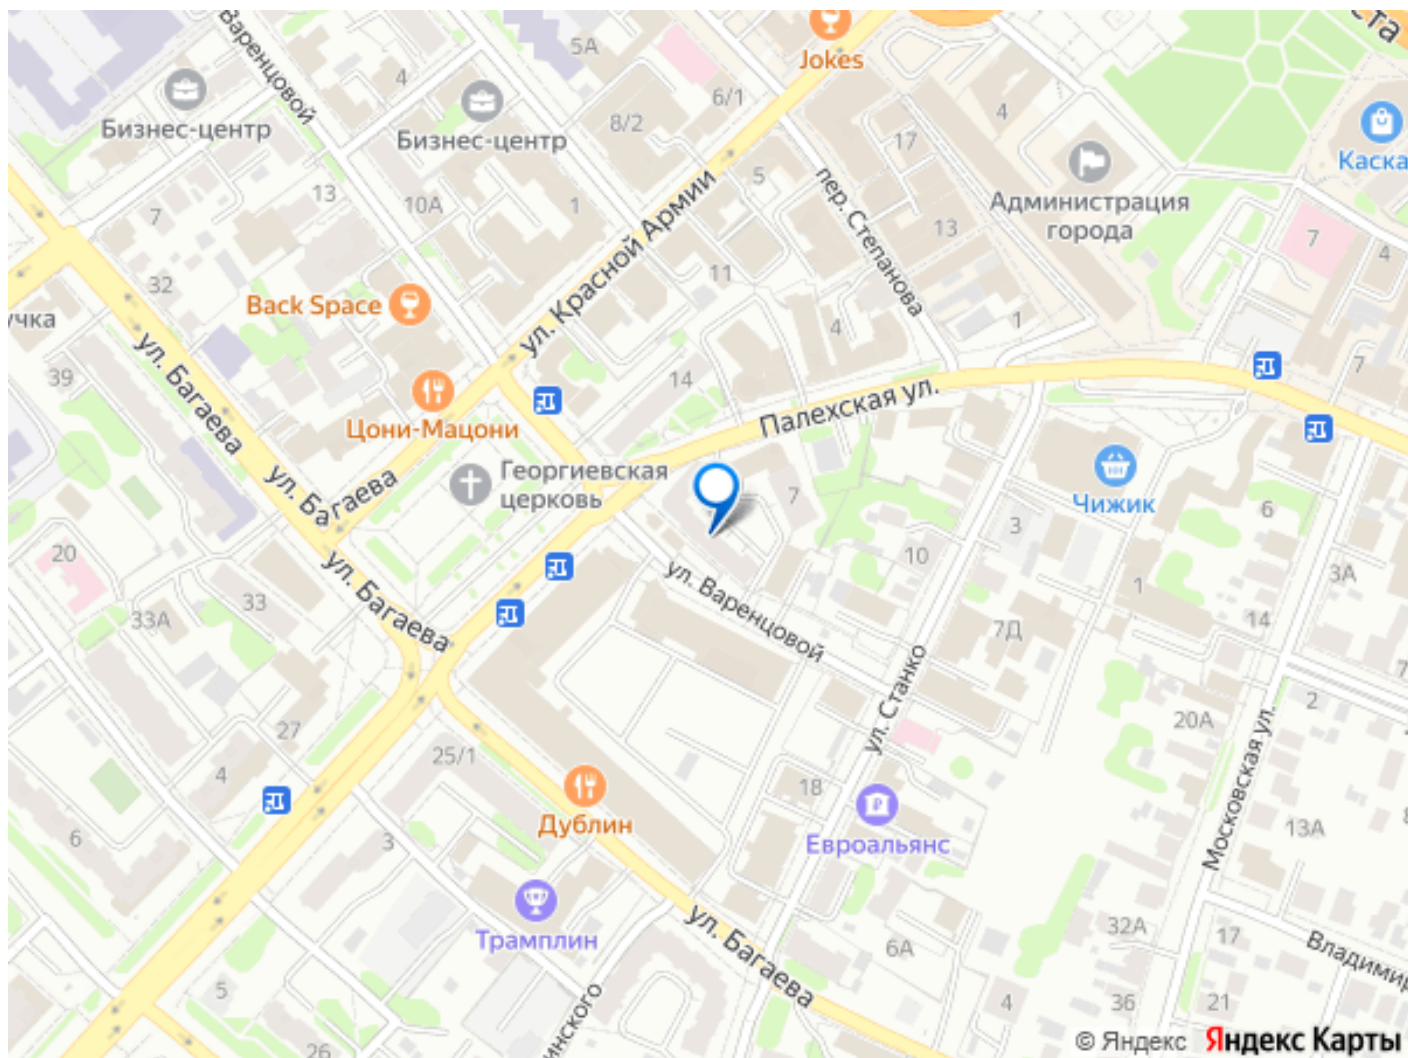 Варенцовой
5А
Jokes
ста
4
Бизнес-центр
Бизнес-центр
6/1
8/2
4
17
Каска
Администрация
города
13
10А
1
5
пер. Степанова
13
7
4
7
ул. Красной Армии
11
32
Back Space
учка
4
1
ул. Багаева
39
14
7
Цони-Мацони
Палехская ул.
Георгиевская
церковь
ул. Багаева
7
Чижик
3
6
20
10
3А
33А
33
ул. Багаева
ул. Варенцовой
1
14
7Д
7
ул. Станко
2
20А
27
25/1
4
18
Московская ул.
Дублин
Евроальянс
13А
8
6
3
Трамплин
ул. Багаева
32А
17
6А
Владимир
5
4
36
21
инского
26
© Яндекс Яндекс Карты